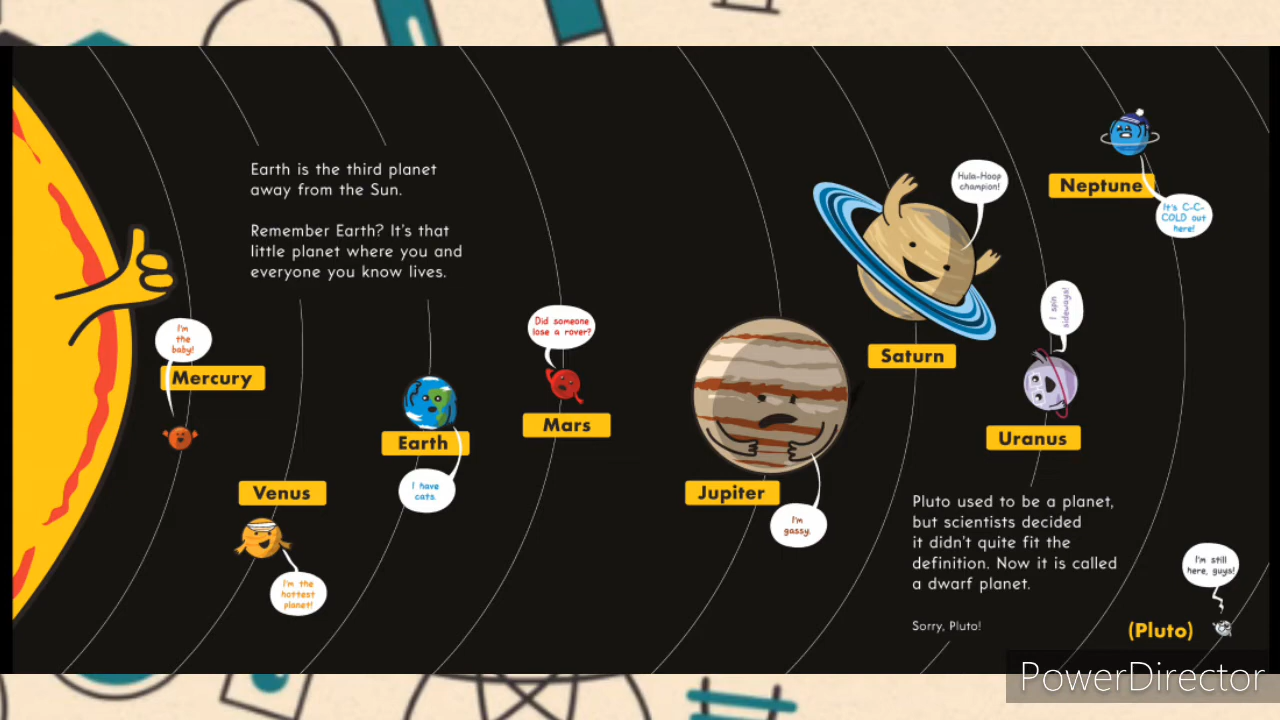 Earth is the third planet
away from the Sun.
Remember Earth? It's that
little planet where you and
everyone you know lives.
I'm
the
baby!
Mercury
Venus
I'm the
hottest
planet!
Earth
I have
cats.
Did someone
lose a rover?
Mars
Jupiter
I'm
gassy.
Hula-Hoop
champion!
Saturn
I spin
sideways!
Uranus
Neptune
It's C-C-
COLD out
here!
Pluto used to be a planet,
but scientists decided
it didn't quite fit the
definition. Now it is called
a dwarf planet.
Sorry, Pluto!
I'm still
here, guys!
(Pluto)
PowerDirector